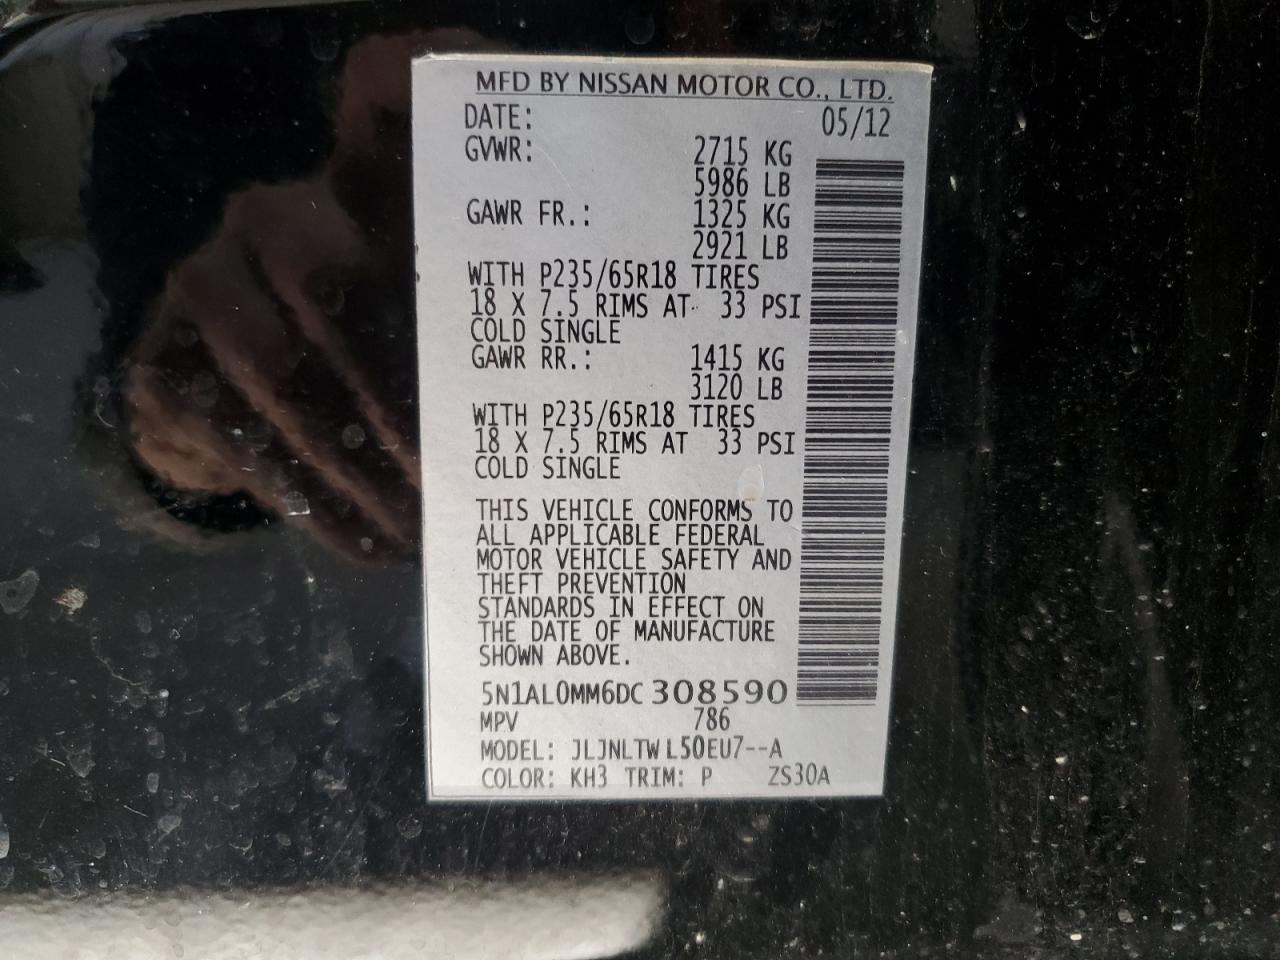 MFD BY NISSAN MOTOR CO., LTD.
DATE: 05/12
GVWR: 2715 KG
5986 LB
GAWR FR.: 1325 KG
2921 LB
WITH P235/65R18 TIRES
18 X 7.5 RIMS AT 33 PSI
COLD SINGLE
GAWR RR.: 1415 KG
3120 LB
WITH P235/65R18 TIRES
18 X 7.5 RIMS AT 33 PSI
COLD SINGLE
THIS VEHICLE CONFORMS TO
ALL APPLICABLE FEDERAL
MOTOR VEHICLE SAFETY AND
THEFT PREVENTION
STANDARDS IN EFFECT ON
THE DATE OF MANUFACTURE
SHOWN ABOVE.
5N1AL0MM6DC 308590
MPV 786
MODEL: JLJNLTW L50EU7--A
COLOR: KH3 TRIM: P ZS30A